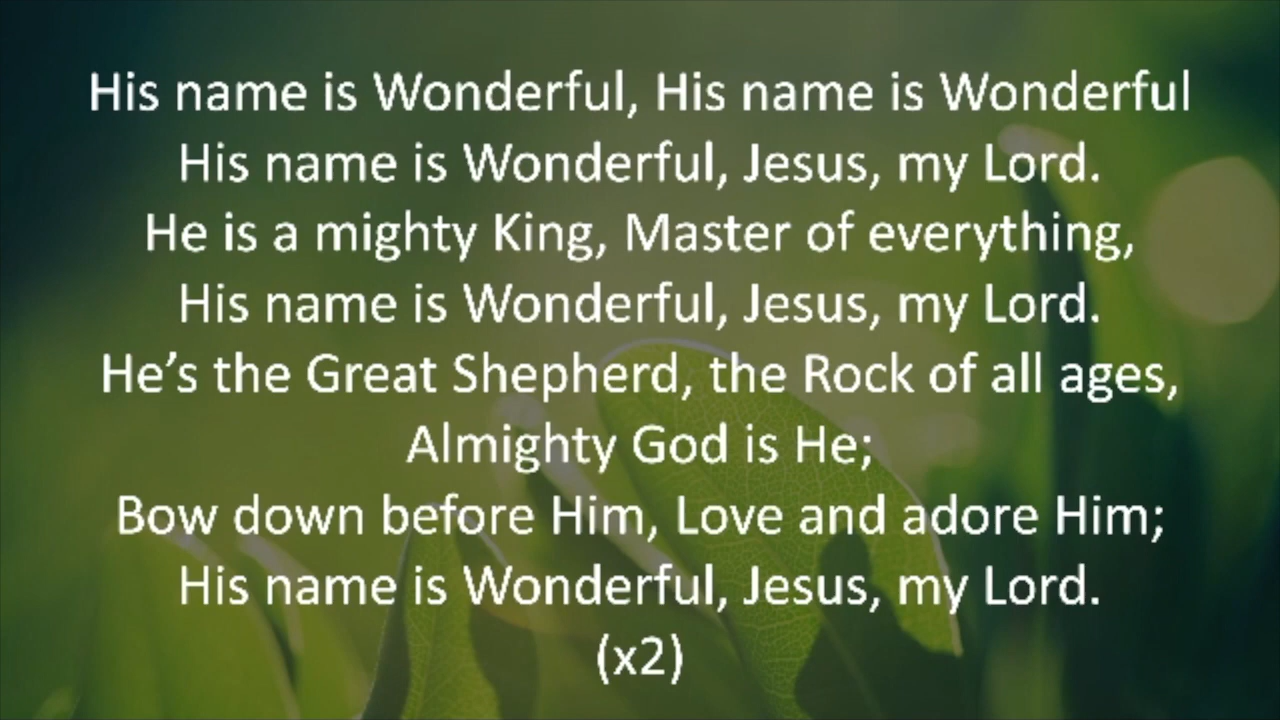 His name is Wonderful, His name is Wonderful
His name is Wonderful, Jesus, my Lord.
He is a mighty King, Master of everything,
His name is Wonderful, Jesus, my Lord.
He’s the Great Shepherd, the Rock of all ages,
Almighty God is He;
Bow down before Him, Love and adore Him;
His name is Wonderful, Jesus, my Lord.
(x2)